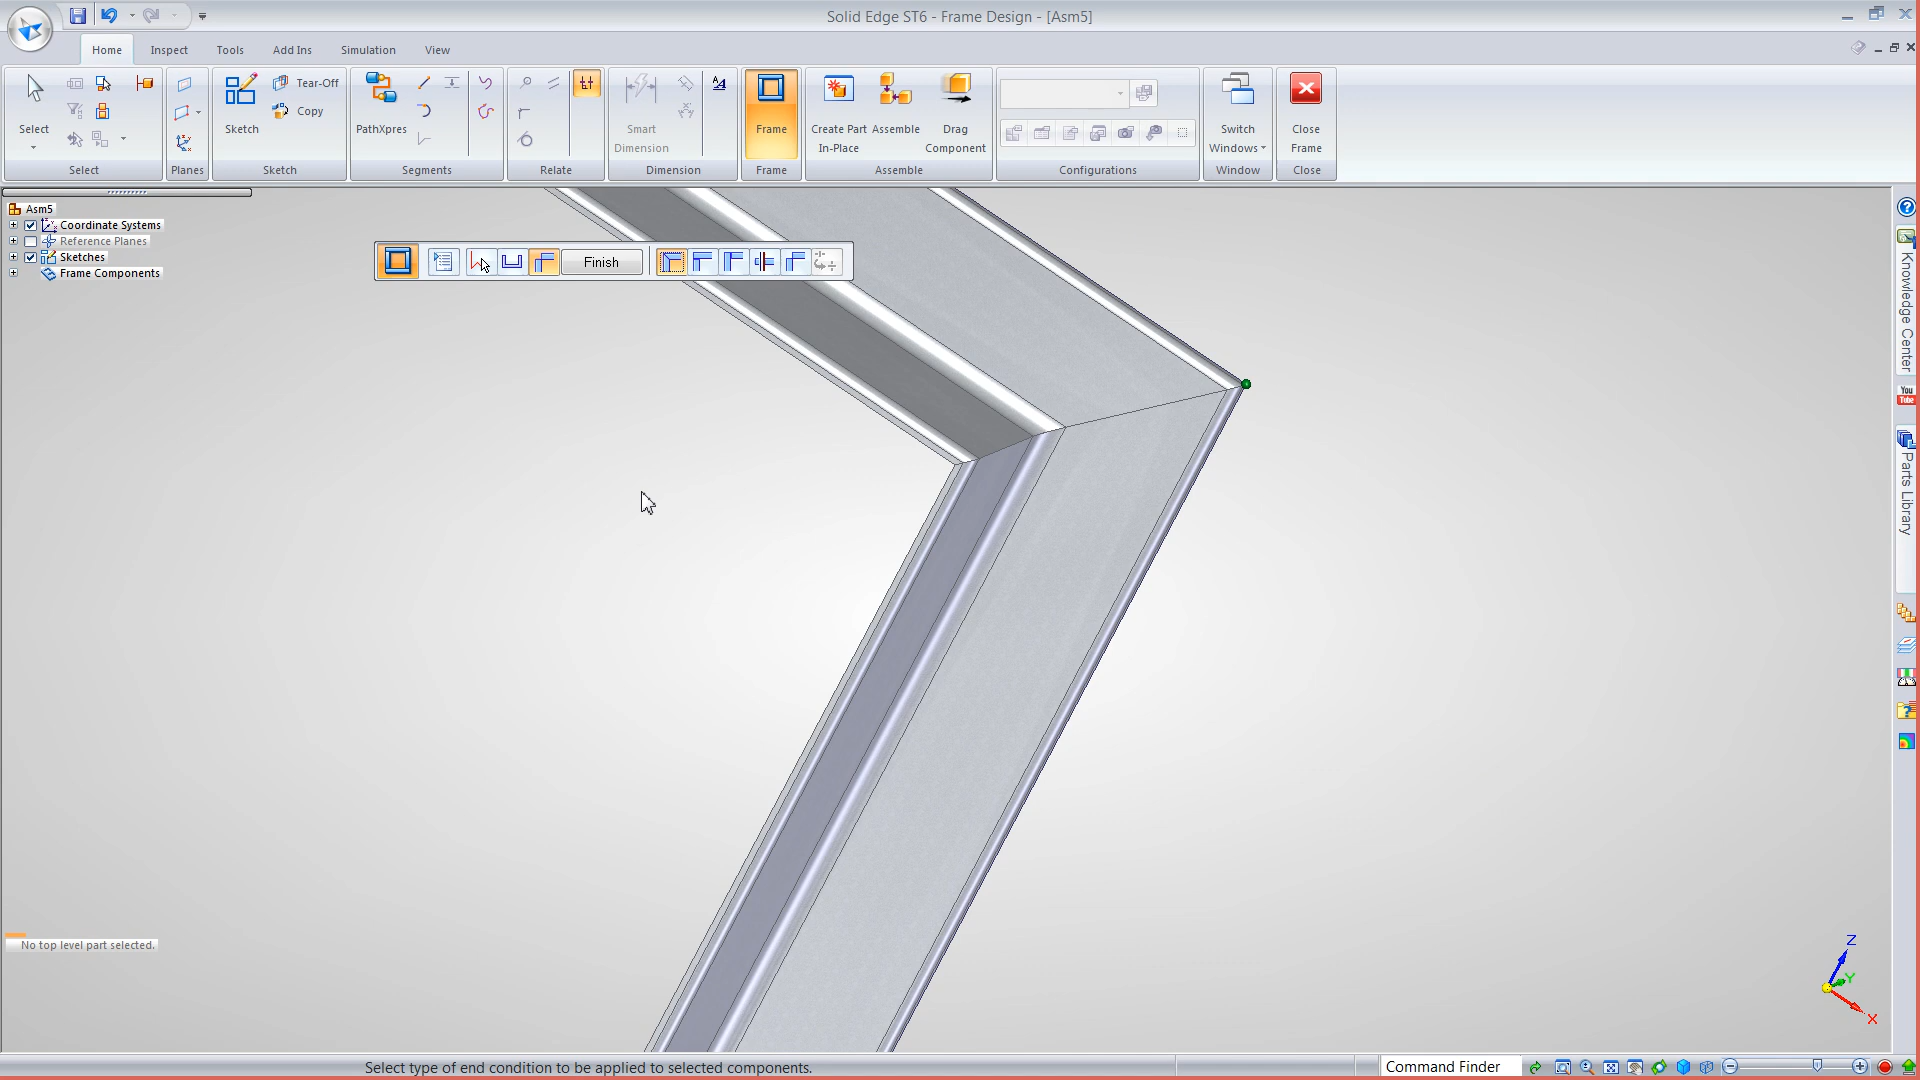 Solid Edge ST6 - Frame Design - [Asm5]
Home Inspect Tools Add Ins Simulation View
Select
Tear-Off
Copy
Sketch
PathXpres
Smart
Dimension
Frame
Create Part
In-Place
Assemble
Drag
Component
Switch
Windows
Close
Frame
Select Planes Sketch Segments Relate Dimension Frame Assemble Configurations Window Close
Asm5
Coordinate Systems
Reference Planes
Sketches
Frame Components
Finish
Knowledge Center
You
Tube
Parts Library
No top level part selected.
Z
Y
X
Select type of end condition to be applied to selected components.
Command Finder